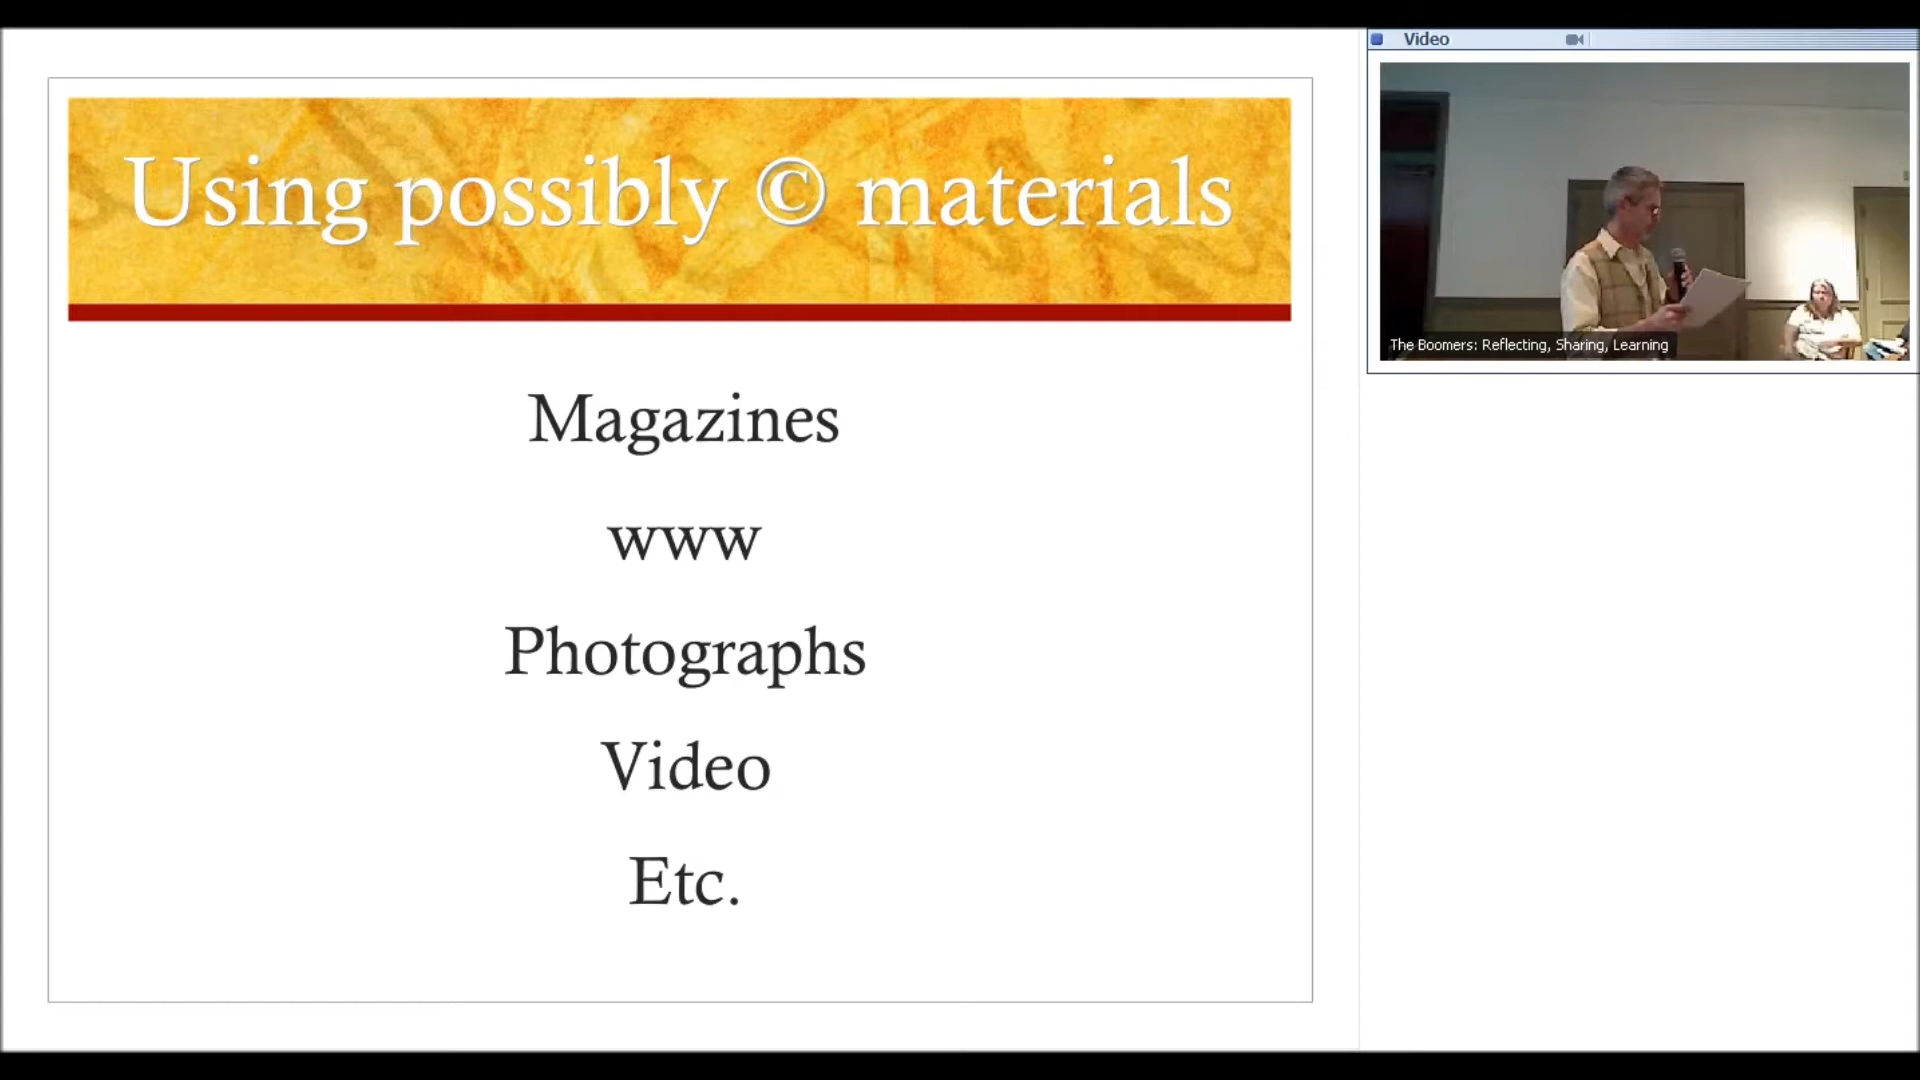 Using possibly © materials
Magazines
www
Photographs
Video
Etc.
Video
The Boomers: Reflecting, Sharing, Learning